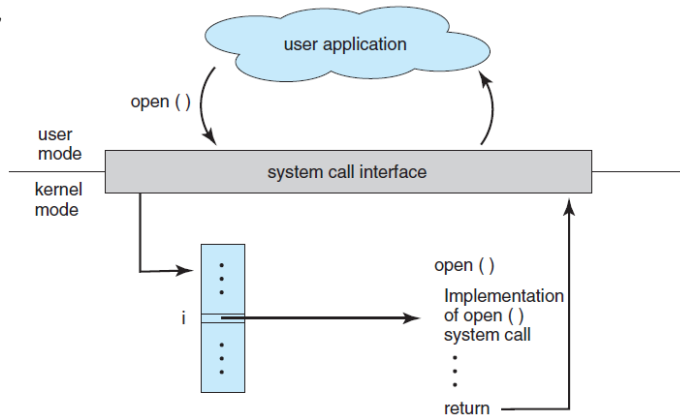 user application
open ( )
user
mode
system call interface
kernel
mode
open ( )
i
Implementation
of open ( )
system call
return